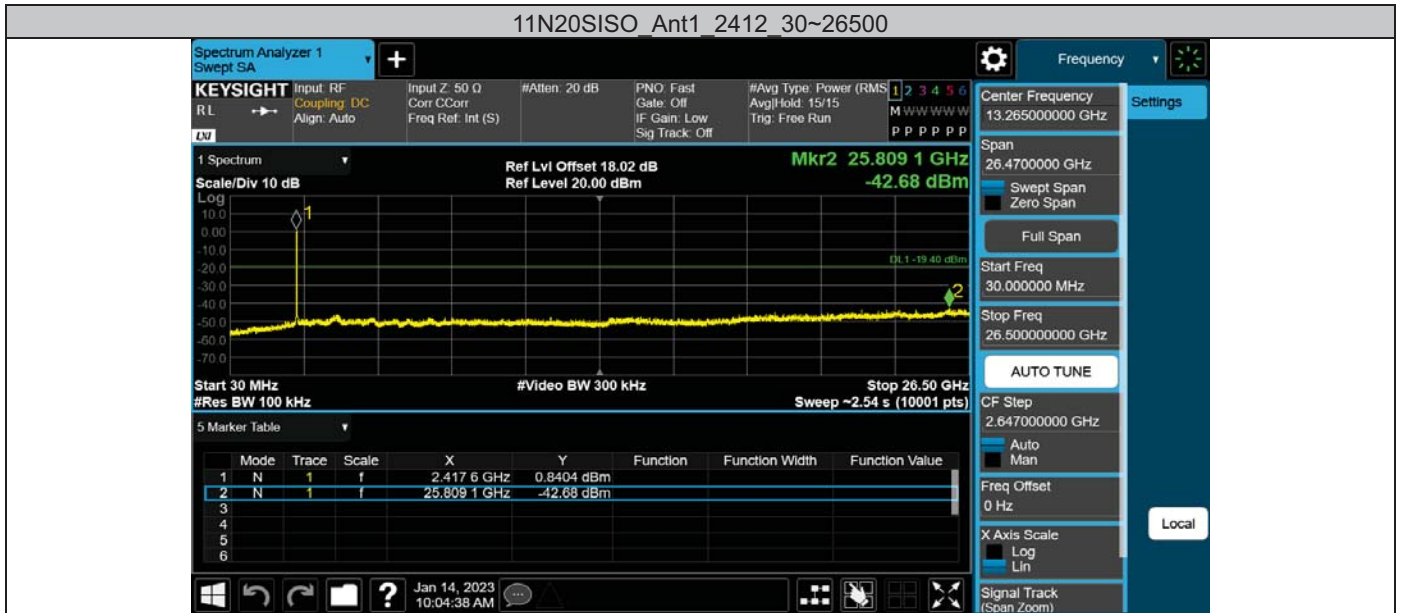 11N20SISO_Ant1_2412_30~26500
Spectrum Analyzer 1
Swept SA
+
Frequency
KEYSIGHT
RL
LXI
Input: RF
Coupling: DC
Align: Auto
Input Z: 50 Ω
Corr CCorr
Freq Ref: Int (S)
#Atten: 20 dB
PNO: Fast
Gate: Off
IF Gain: Low
Sig Track: Off
#Avg Type: Power (RMS
Avg|Hold: 15/15
Trig: Free Run
1 2 3 4 5 6
M W W W W W
P P P P P P
1 Spectrum
Scale/Div 10 dB
Ref Lvl Offset 18.02 dB
Ref Level 20.00 dBm
Mkr2 25.809 1 GHz
-42.68 dBm
Log
10.0
0.00
-10.0
-20.0
-30.0
-40.0
-50.0
-60.0
-70.0
1
DL1 -19.40 dBm
2
Start 30 MHz
#Res BW 100 kHz
#Video BW 300 kHz
Stop 26.50 GHz
Sweep ~2.54 s (10001 pts)
5 Marker Table
Mode Trace Scale X Y Function Function Width Function Value
1 N 1 f 2.417 6 GHz 0.8404 dBm
2 N 1 f 25.809 1 GHz -42.68 dBm
3
4
5
6
?
Jan 14, 2023
10:04:38 AM
Center Frequency
13.265000000 GHz
Settings
Span
26.4700000 GHz
Swept Span
Zero Span
Full Span
Start Freq
30.000000 MHz
Stop Freq
26.500000000 GHz
AUTO TUNE
CF Step
2.647000000 GHz
Auto
Man
Freq Offset
0 Hz
Local
X Axis Scale
Log
Lin
Signal Track
(Span Zoom)